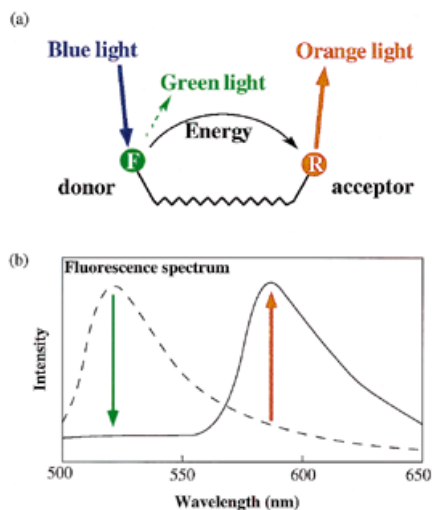 (a)
Blue light
Orange light
Green light
Energy
F
R
donor
acceptor
(b)
Fluorescence spectrum
Intensity
500
550
600
650
Wavelength (nm)